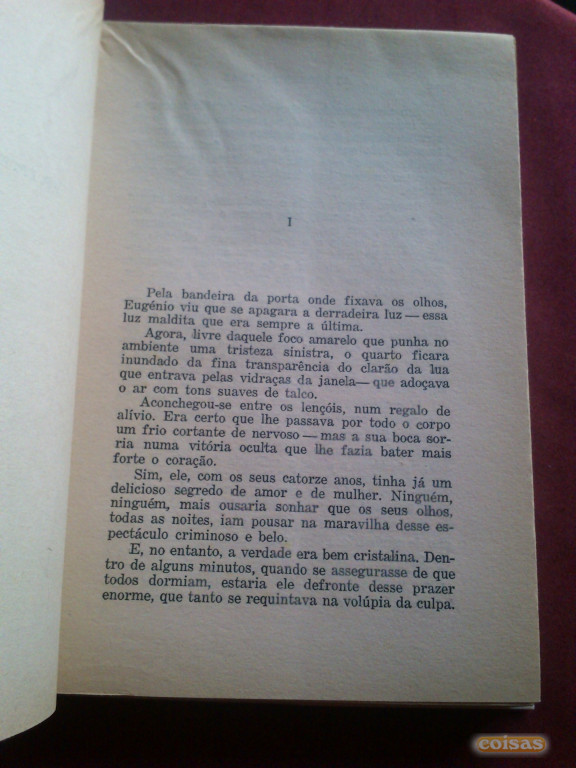 I
Pela bandeira da porta onde fixava os olhos,
Eugénio viu que se apagara a derradeira luz — essa
luz maldita que era sempre a última.
Agora, livre daquele foco amarelo que punha no
ambiente uma tristeza sinistra, o quarto ficara
inundado da fina transparência do clarão da lua
que entrava pelas vidraças da janela— que adoçava
o ar com tons suaves de talco.
Aconchegou-se entre os lençóis, num regalo de
alívio. Era certo que lhe passava por todo o corpo
um frio cortante de nervoso — mas a sua boca sor-
ria numa vitória oculta que lhe fazia bater mais
forte o coração.
Sim, ele, com os seus catorze anos, tinha já um
delicioso segredo de amor e de mulher. Ninguém,
ninguém, mais ousaria sonhar que os seus olhos,
todas as noites, iam pousar na maravilha desse es-
pectáculo criminoso e belo.
E, no entanto, a verdade era bem cristalina. Den-
tro de alguns minutos, quando se assegurasse de que
todos dormiam, estaria ele defronte desse prazer
enorme, que tanto se requintava na volúpia da culpa.
coisas